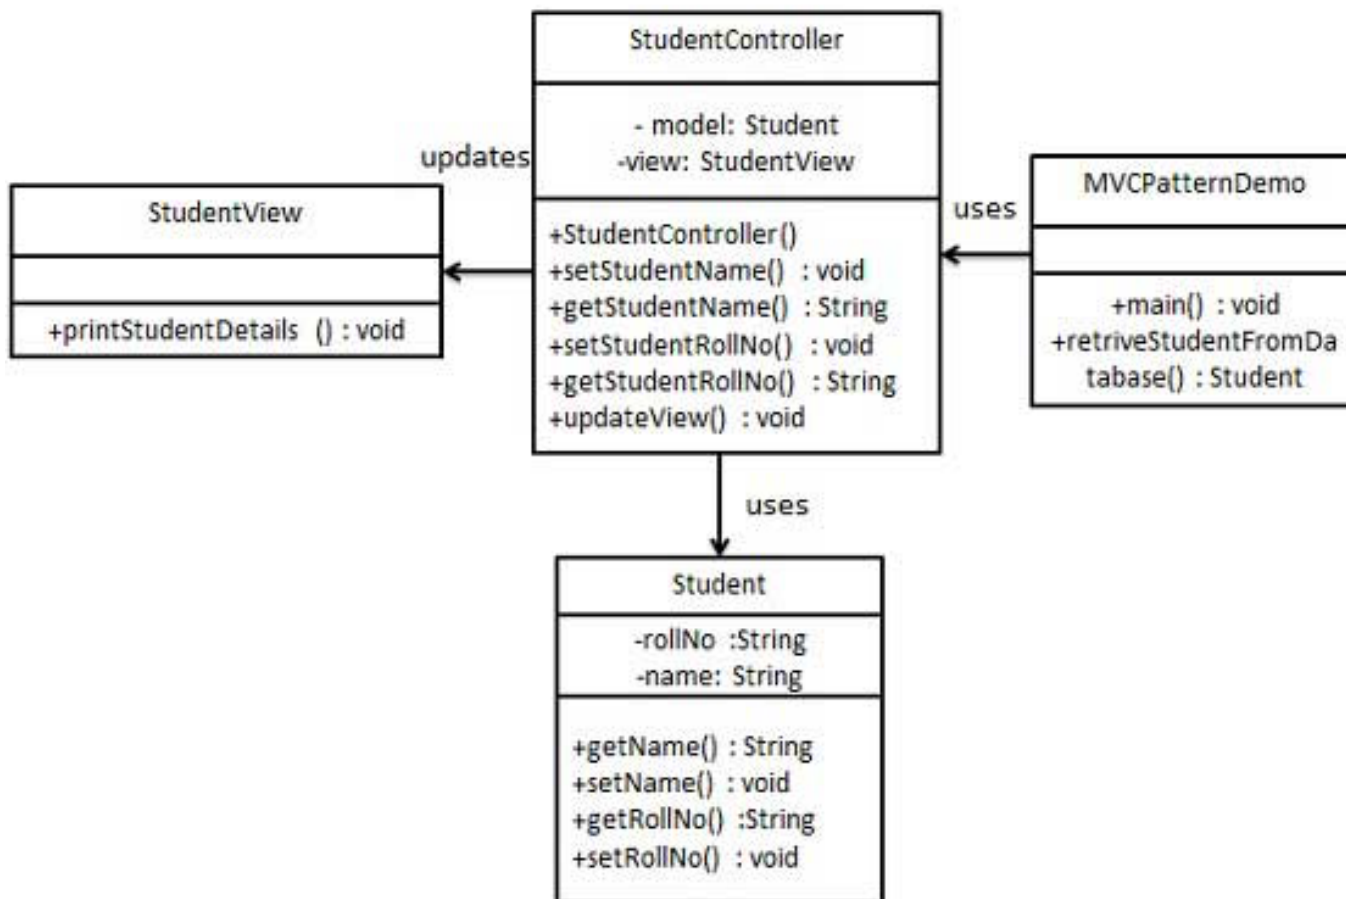 StudentController
- model: Student
-view: StudentView
+StudentController()
+setStudentName() : void
+getStudentName() : String
+setStudentRollNo() : void
+getStudentRollNo() : String
+updateView() : void
updates
StudentView
+printStudentDetails () : void
uses
MVCPatternDemo
+main() : void
+retriveStudentFromDa
tabase() : Student
uses
Student
-rollNo :String
-name: String
+getName() : String
+setName() : void
+getRollNo() :String
+setRollNo() : void